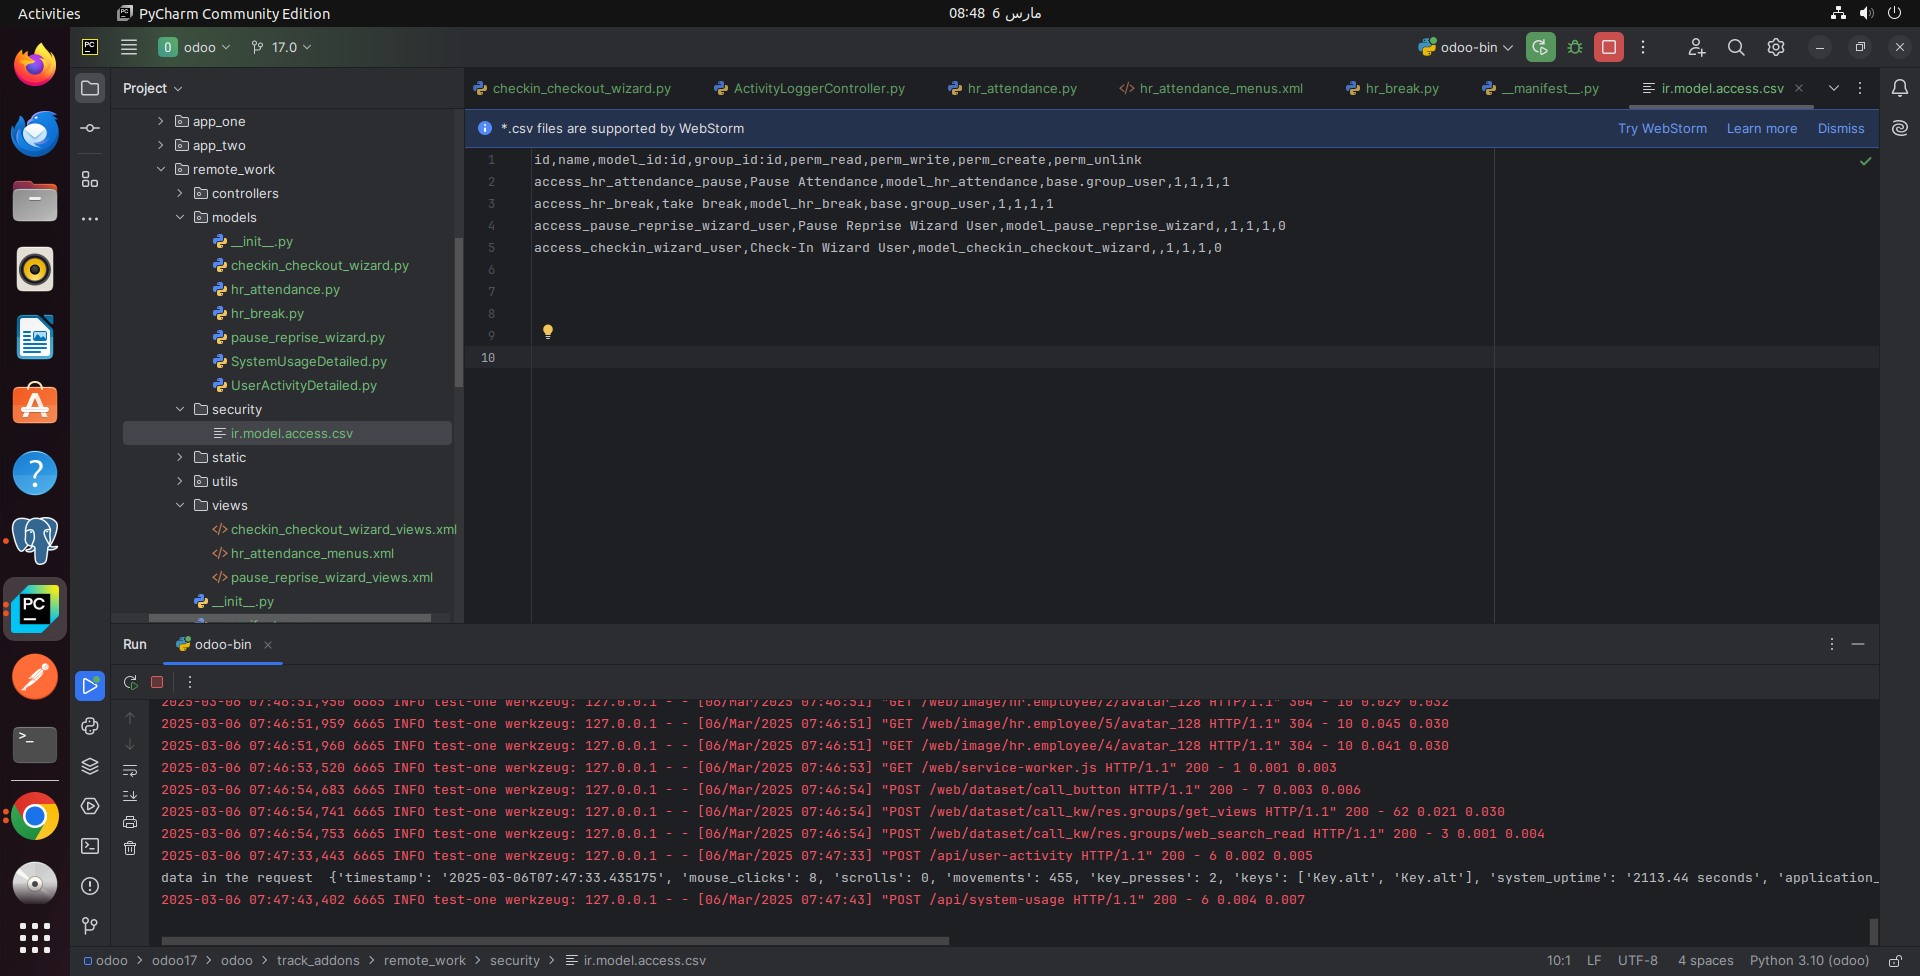 Activities
PyCharm Community Edition
08:48 6 مارس
PC
O
odoo
17.0
odoo-bin
Project
checkin_checkout_wizard.py
ActivityLoggerController.py
hr_attendance.py
</> hr_attendance_menus.xml
hr_break.py
__manifest__.py
ir.model.access.csv
app_one
app_two
remote_work
controllers
models
__init__.py
checkin_checkout_wizard.py
hr_attendance.py
hr_break.py
pause_reprise_wizard.py
SystemUsageDetailed.py
UserActivityDetailed.py
security
ir.model.access.csv
static
utils
views
</> checkin_checkout_wizard_views.xml
</> hr_attendance_menus.xml
</> pause_reprise_wizard_views.xml
__init__.py
*.csv files are supported by WebStorm
Try WebStorm
Learn more
Dismiss
1 id,name,model_id:id,group_id:id,perm_read,perm_write,perm_create,perm_unlink
2 access_hr_attendance_pause,Pause Attendance,model_hr_attendance,base.group_user,1,1,1,1
3 access_hr_break,take break,model_hr_break,base.group_user,1,1,1,1
4 access_pause_reprise_wizard_user,Pause Reprise Wizard User,model_pause_reprise_wizard,,1,1,1,0
5 access_checkin_wizard_user,Check-In Wizard User,model_checkin_checkout_wizard,,1,1,1,0
6
7
8
9
10
Run
odoo-bin
2025-03-06 07:46:51,950 6665 INFO test-one werkzeug: 127.0.0.1 - - [06/Mar/2025 07:46:51] "GET /web/image/hr.employee/2/avatar_128 HTTP/1.1" 304 - 10 0.029 0.032
2025-03-06 07:46:51,959 6665 INFO test-one werkzeug: 127.0.0.1 - - [06/Mar/2025 07:46:51] "GET /web/image/hr.employee/5/avatar_128 HTTP/1.1" 304 - 10 0.045 0.030
2025-03-06 07:46:51,960 6665 INFO test-one werkzeug: 127.0.0.1 - - [06/Mar/2025 07:46:51] "GET /web/image/hr.employee/4/avatar_128 HTTP/1.1" 304 - 10 0.041 0.030
2025-03-06 07:46:53,520 6665 INFO test-one werkzeug: 127.0.0.1 - - [06/Mar/2025 07:46:53] "GET /web/service-worker.js HTTP/1.1" 200 - 1 0.001 0.003
2025-03-06 07:46:54,683 6665 INFO test-one werkzeug: 127.0.0.1 - - [06/Mar/2025 07:46:54] "POST /web/dataset/call_button HTTP/1.1" 200 - 7 0.003 0.006
2025-03-06 07:46:54,741 6665 INFO test-one werkzeug: 127.0.0.1 - - [06/Mar/2025 07:46:54] "POST /web/dataset/call_kw/res.groups/get_views HTTP/1.1" 200 - 62 0.021 0.030
2025-03-06 07:46:54,753 6665 INFO test-one werkzeug: 127.0.0.1 - - [06/Mar/2025 07:46:54] "POST /web/dataset/call_kw/res.groups/web_search_read HTTP/1.1" 200 - 3 0.001 0.004
2025-03-06 07:47:33,443 6665 INFO test-one werkzeug: 127.0.0.1 - - [06/Mar/2025 07:47:33] "POST /api/user-activity HTTP/1.1" 200 - 6 0.002 0.005
data in the request  {'timestamp': '2025-03-06T07:47:33.435175', 'mouse_clicks': 8, 'scrolls': 0, 'movements': 455, 'key_presses': 2, 'keys': ['Key.alt', 'Key.alt'], 'system_uptime': '2113.44 seconds', 'application_
2025-03-06 07:47:43,402 6665 INFO test-one werkzeug: 127.0.0.1 - - [06/Mar/2025 07:47:43] "POST /api/system-usage HTTP/1.1" 200 - 6 0.004 0.007
odoo > odoo17 > odoo > track_addons > remote_work > security > ir.model.access.csv
10:1
LF
UTF-8
4 spaces
Python 3.10 (odoo)